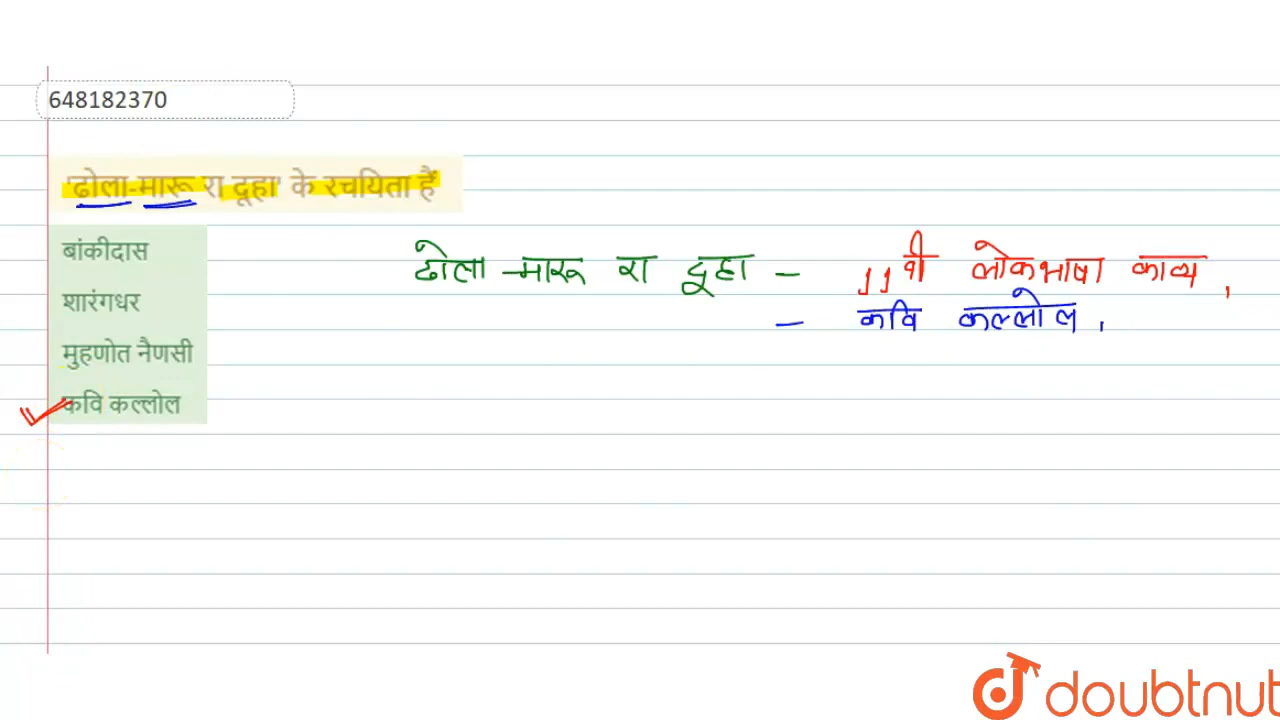 648182370
'ढोला-मारू रा दूहा' के रचयिता हैं
बांकीदास
शारंगधर
मुहणोत नैणसी
कवि कल्लोल
ढोला-मारू रा दूहा - 11वीं लोकभाषा काव्य,
- कवि कल्लोल,
doubtnut